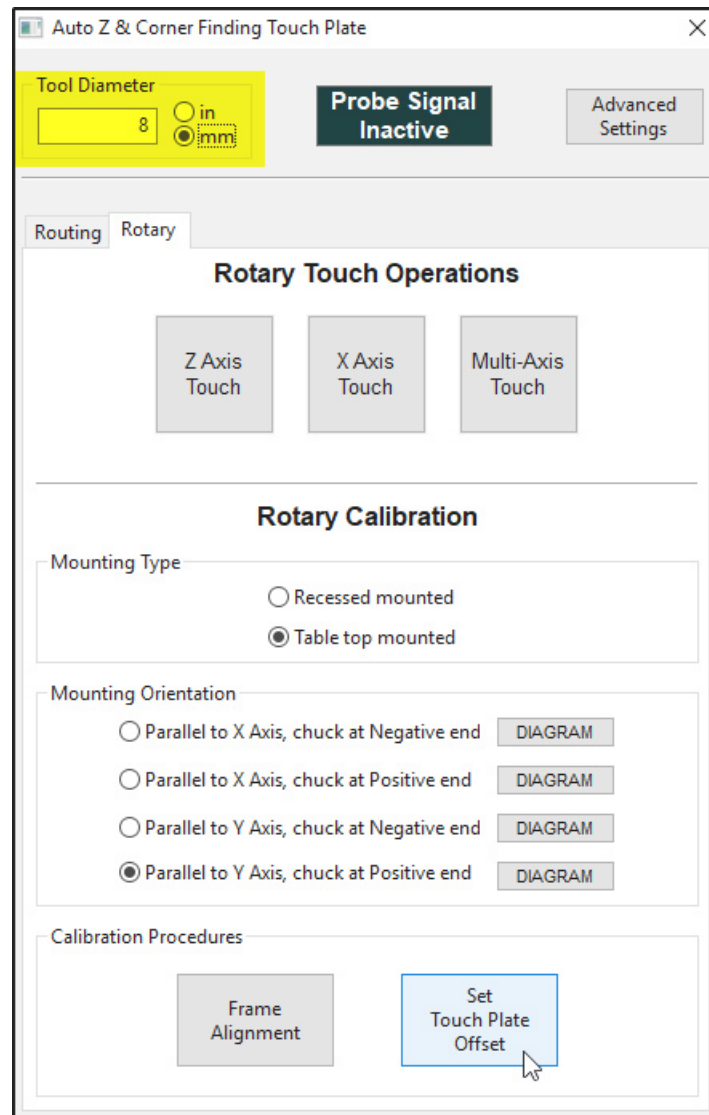 Auto Z & Corner Finding Touch Plate
Tool Diameter
8
in
mm
Probe Signal
Inactive
Advanced
Settings
Routing
Rotary
Rotary Touch Operations
Z Axis
Touch
X Axis
Touch
Multi-Axis
Touch
Rotary Calibration
Mounting Type
Recessed mounted
Table top mounted
Mounting Orientation
Parallel to X Axis, chuck at Negative end DIAGRAM
Parallel to X Axis, chuck at Positive end DIAGRAM
Parallel to Y Axis, chuck at Negative end DIAGRAM
Parallel to Y Axis, chuck at Positive end DIAGRAM
Calibration Procedures
Frame
Alignment
Set
Touch Plate
Offset